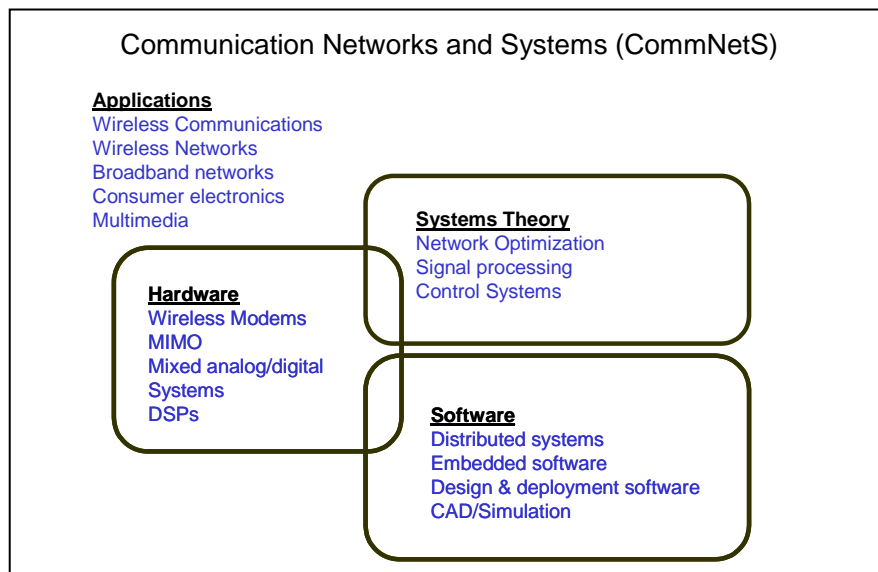 Communication Networks and Systems (CommNetS)
Applications
Wireless Communications
Wireless Networks
Broadband networks
Consumer electronics
Multimedia
Systems Theory
Network Optimization
Signal processing
Control Systems
Hardware
Wireless Modems
MIMO
Mixed analog/digital
Systems
DSPs
Software
Distributed systems
Embedded software
Design & deployment software
CAD/Simulation